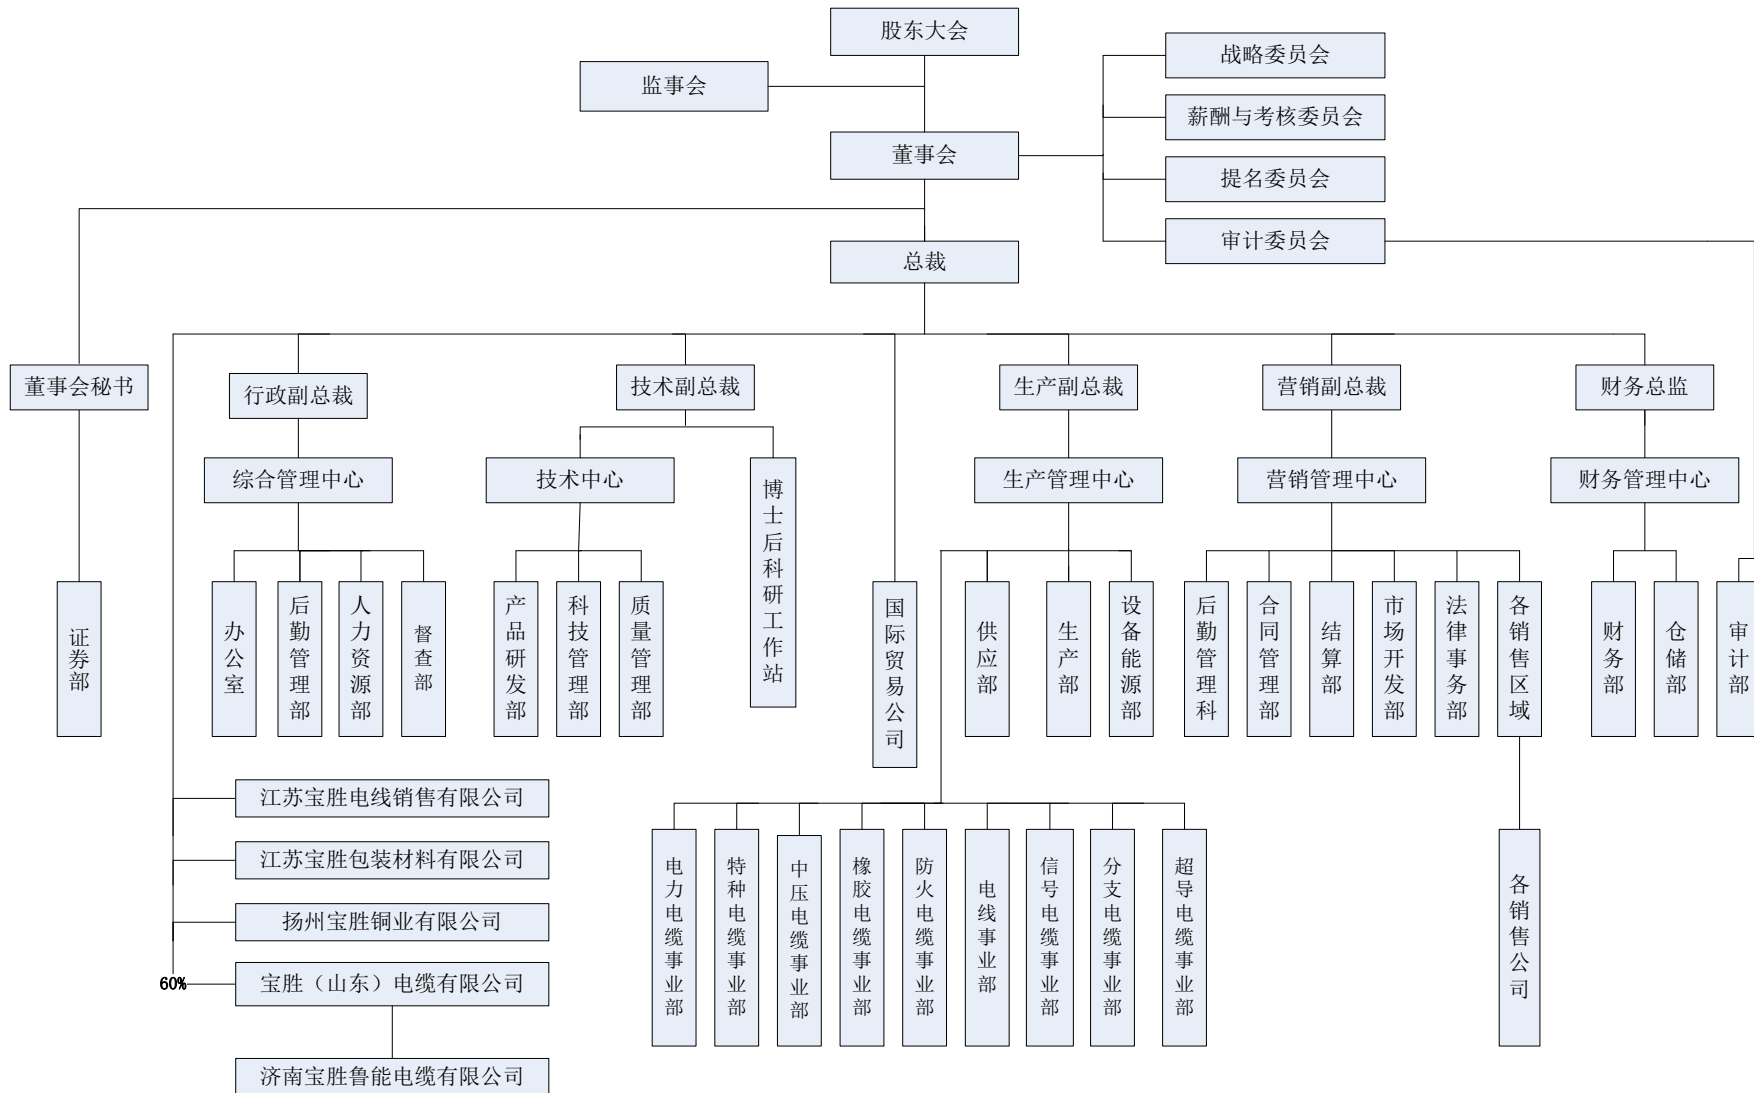 股东大会
监事会
战略委员会
薪酬与考核委员会
董事会
提名委员会
审计委员会
总裁
董事会秘书
行政副总裁
技术副总裁
生产副总裁
营销副总裁
财务总监
综合管理中心
技术中心
博士后科研工作站
生产管理中心
营销管理中心
财务管理中心
证券部
办公室
后勤管理部
人力资源部
督查部
产品研发部
科技管理部
质量管理部
国际贸易公司
供应部
生产部
设备能源部
后勤管理科
合同管理部
结算部
市场开发部
法律事务部
各销售区域
财务部
仓储部
审计部
江苏宝胜电线销售有限公司
江苏宝胜包装材料有限公司
扬州宝胜铜业有限公司
60%
宝胜（山东）电缆有限公司
济南宝胜鲁能电缆有限公司
电力电缆事业部
特种电缆事业部
中压电缆事业部
橡胶电缆事业部
防火电缆事业部
电线事业部
信号电缆事业部
分支电缆事业部
超导电缆事业部
各销售公司